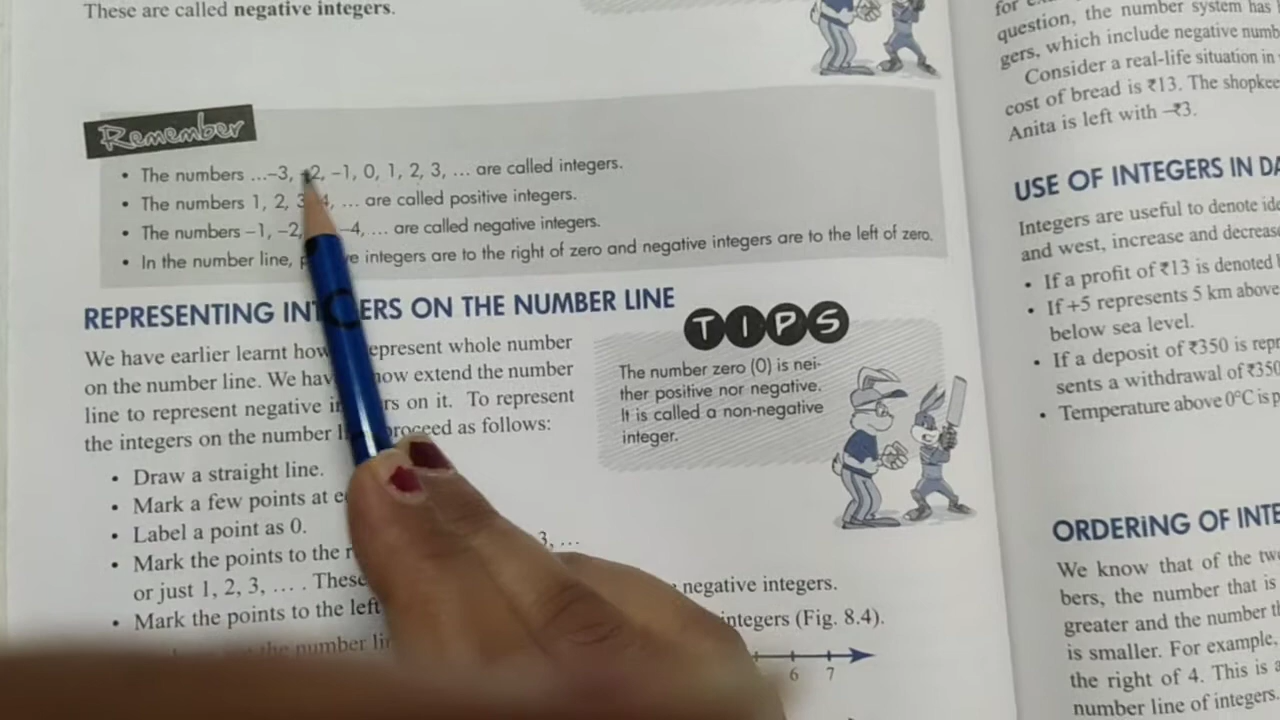 These are called negative integers.
Remember
• The numbers ...–3, –2, –1, 0, 1, 2, 3, ... are called integers.
• The numbers 1, 2, 3, 4, ... are called positive integers.
• The numbers –1, –2, –4, ... are called negative integers.
• In the number line, integers are to the right of zero and negative integers are to the left of zero.
REPRESENTING INTEGERS ON THE NUMBER LINE
We have earlier learnt how represent whole number
on the number line. We have now extend the number
line to represent negative integers on it. To represent
the integers on the number line proceed as follows:
• Draw a straight line.
• Mark a few points at
• Label a point as 0.
• Mark the points to the 3, ...
or just 1, 2, 3, ... . These negative integers.
• Mark the points to the left integers (Fig. 8.4).
the number
6 7
TIPS
The number zero (0) is nei-
ther positive nor negative.
It is called a non-negative
integer.
for
question, the number system has
gers, which include negative
Consider a real-life situation in
cost of bread is ₹13. The
Anita is left with –₹3.
USE OF INTEGERS IN
Integers are useful to denote
and west, increase and
• If a profit of ₹13 is denoted
• If +5 represents 5 km above
below sea level.
• If a deposit of ₹350 is
sents a withdrawal of ₹350
• Temperature above 0°C is
ORDERING OF
We know that of the
bers, the number that is
greater and the number
is smaller. For example,
the right of 4. This is
number line of integers.